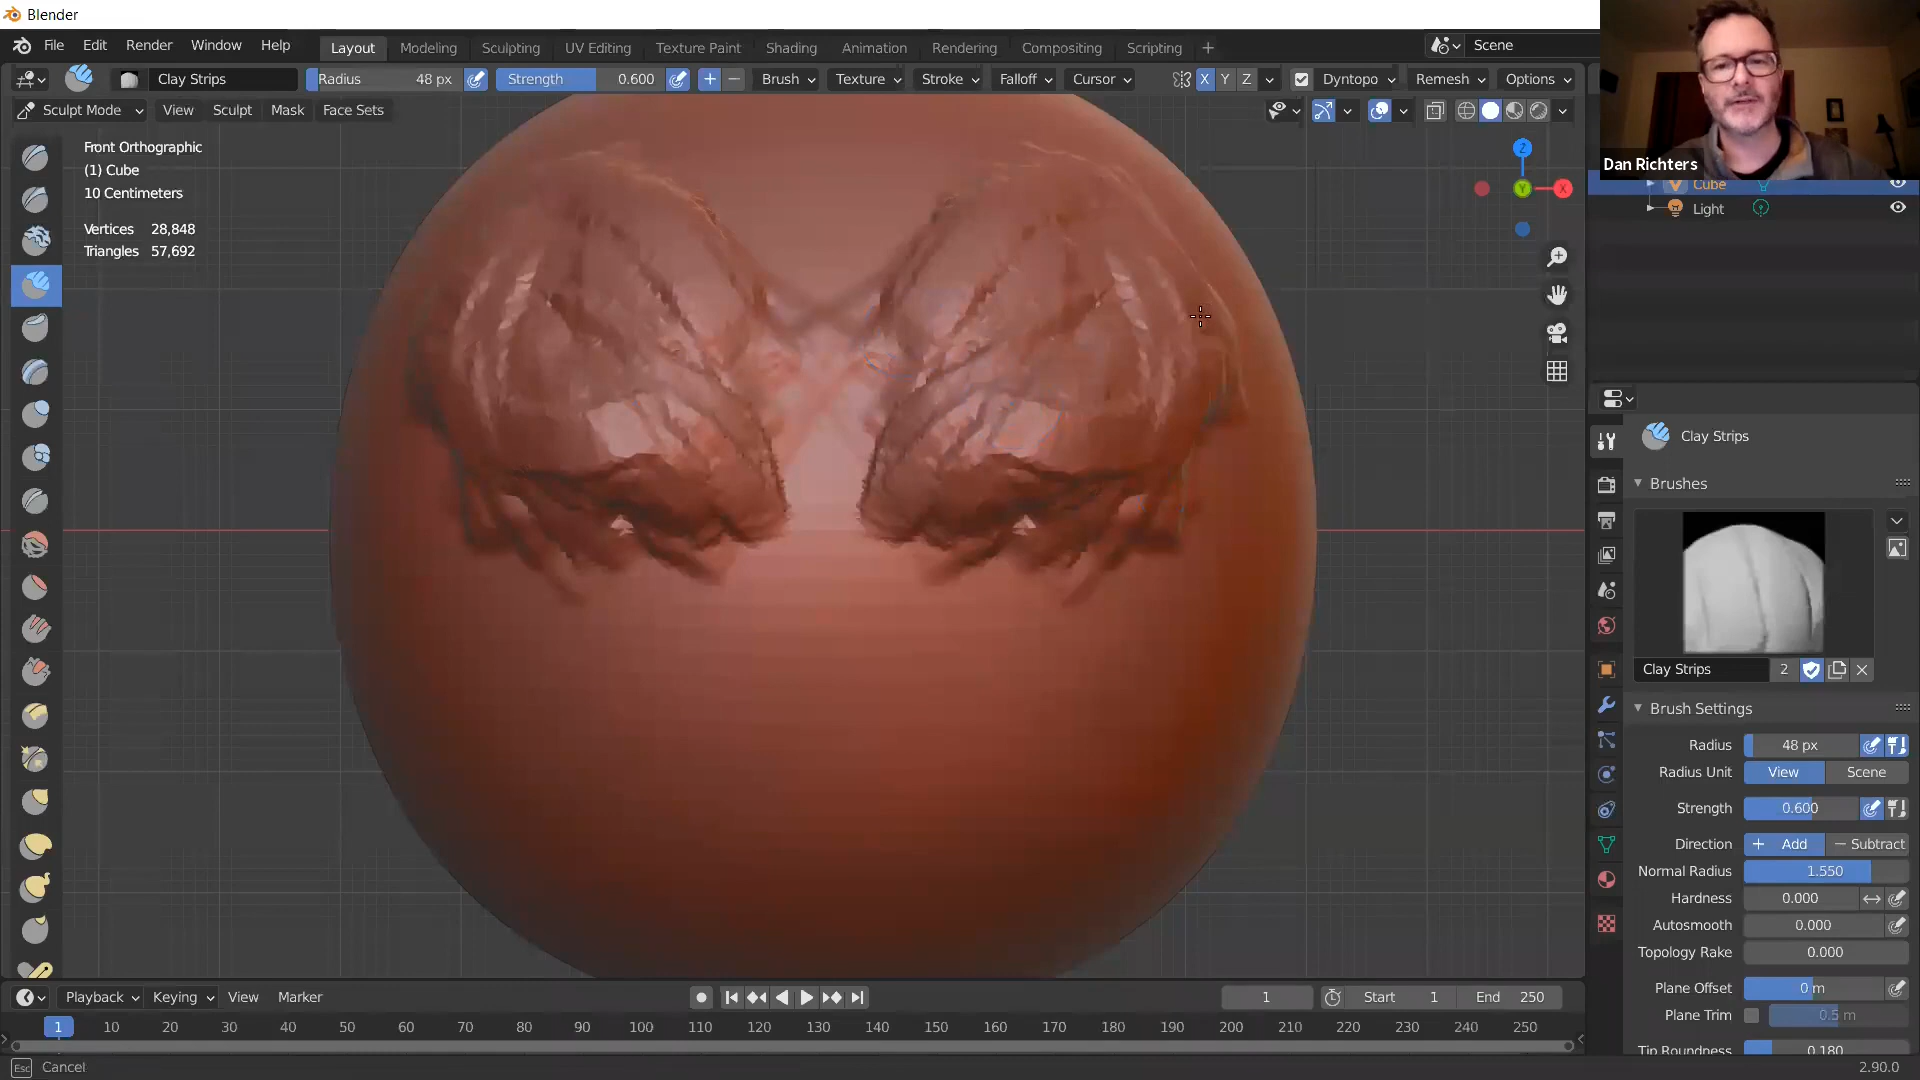 Blender
File Edit Render Window Help Layout Modeling Sculpting UV Editing Texture Paint Shading Animation Rendering Compositing Scripting + Scene
Clay Strips Radius 48 px Strength 0.600 + − Brush Texture Stroke Falloff Cursor X Y Z Dyntopo Remesh Options
Sculpt Mode View Sculpt Mask Face Sets
Front Orthographic
(1) Cube
10 Centimeters
Vertices 28,848
Triangles 57,692
Z
Y
X
Dan Richters
Cube
Light
Clay Strips
Brushes
Clay Strips 2
Brush Settings
Radius 48 px
Radius Unit View Scene
Strength 0.600
Direction + Add − Subtract
Normal Radius 1.550
Hardness 0.000
Autosmooth 0.000
Topology Rake 0.000
Plane Offset 0 m
Plane Trim 0.5 m
Tip Roundness 0.180
Playback Keying View Marker 1 Start 1 End 250
1 10 20 30 40 50 60 70 80 90 100 110 120 130 140 150 160 170 180 190 200 210 220 230 240 250
Esc Cancel 2.90.0